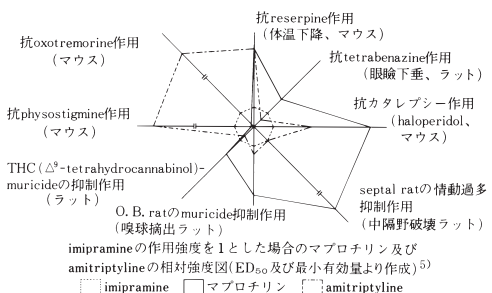 抗reserpine作用
(体温下降、マウス)
抗oxotremorine作用
(マウス)
抗tetrabenazine作用
(眼瞼下垂、ラット)
抗physostigmine作用
(マウス)
抗カタレプシー作用
(haloperidol、
マウス)
THC(△⁹-tetrahydrocannabinol)-
muricideの抑制作用
(ラット)
septal ratの情動過多
抑制作用
(中隔野破壊ラット)
O. B. ratのmuricide抑制作用
(嗅球摘出ラット)
imipramineの作用強度を1とした場合のマプロチリン及び
amitriptylineの相対強度図(ED₅₀及び最小有効量より作成)⁵⁾
imipramine マプロチリン amitriptyline